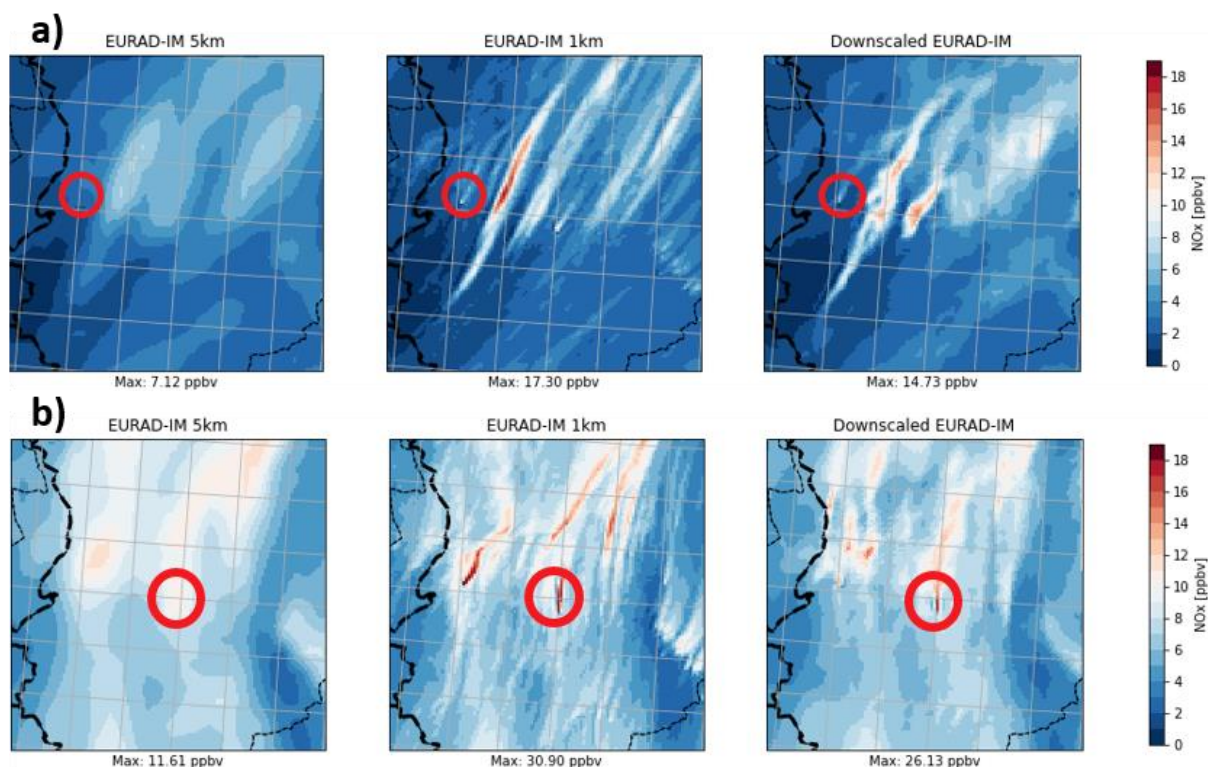 a)
EURAD-IM 5km
EURAD-IM 1km
Downscaled EURAD-IM
18
16
14
12
10
8
6
4
2
0
NOx [ppbv]
Max: 7.12 ppbv
Max: 17.30 ppbv
Max: 14.73 ppbv
b)
EURAD-IM 5km
EURAD-IM 1km
Downscaled EURAD-IM
18
16
14
12
10
8
6
4
2
0
NOx [ppbv]
Max: 11.61 ppbv
Max: 30.90 ppbv
Max: 26.13 ppbv